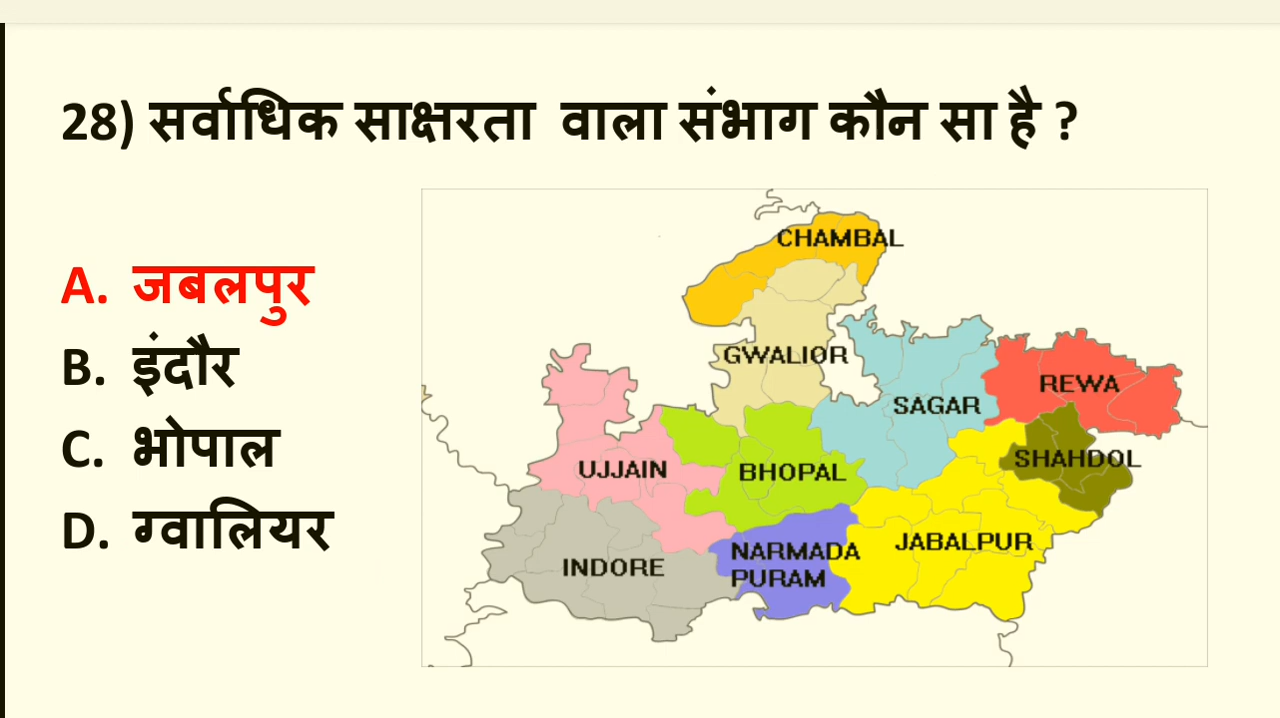 28) सर्वाधिक साक्षरता वाला संभाग कौन सा है ?
A. जबलपुर
B. इंदौर
C. भोपाल
D. ग्वालियर
CHAMBAL
GWALIOR
REWA
SAGAR
SHAHDOL
UJJAIN
BHOPAL
JABALPUR
INDORE
NARMADA
PURAM